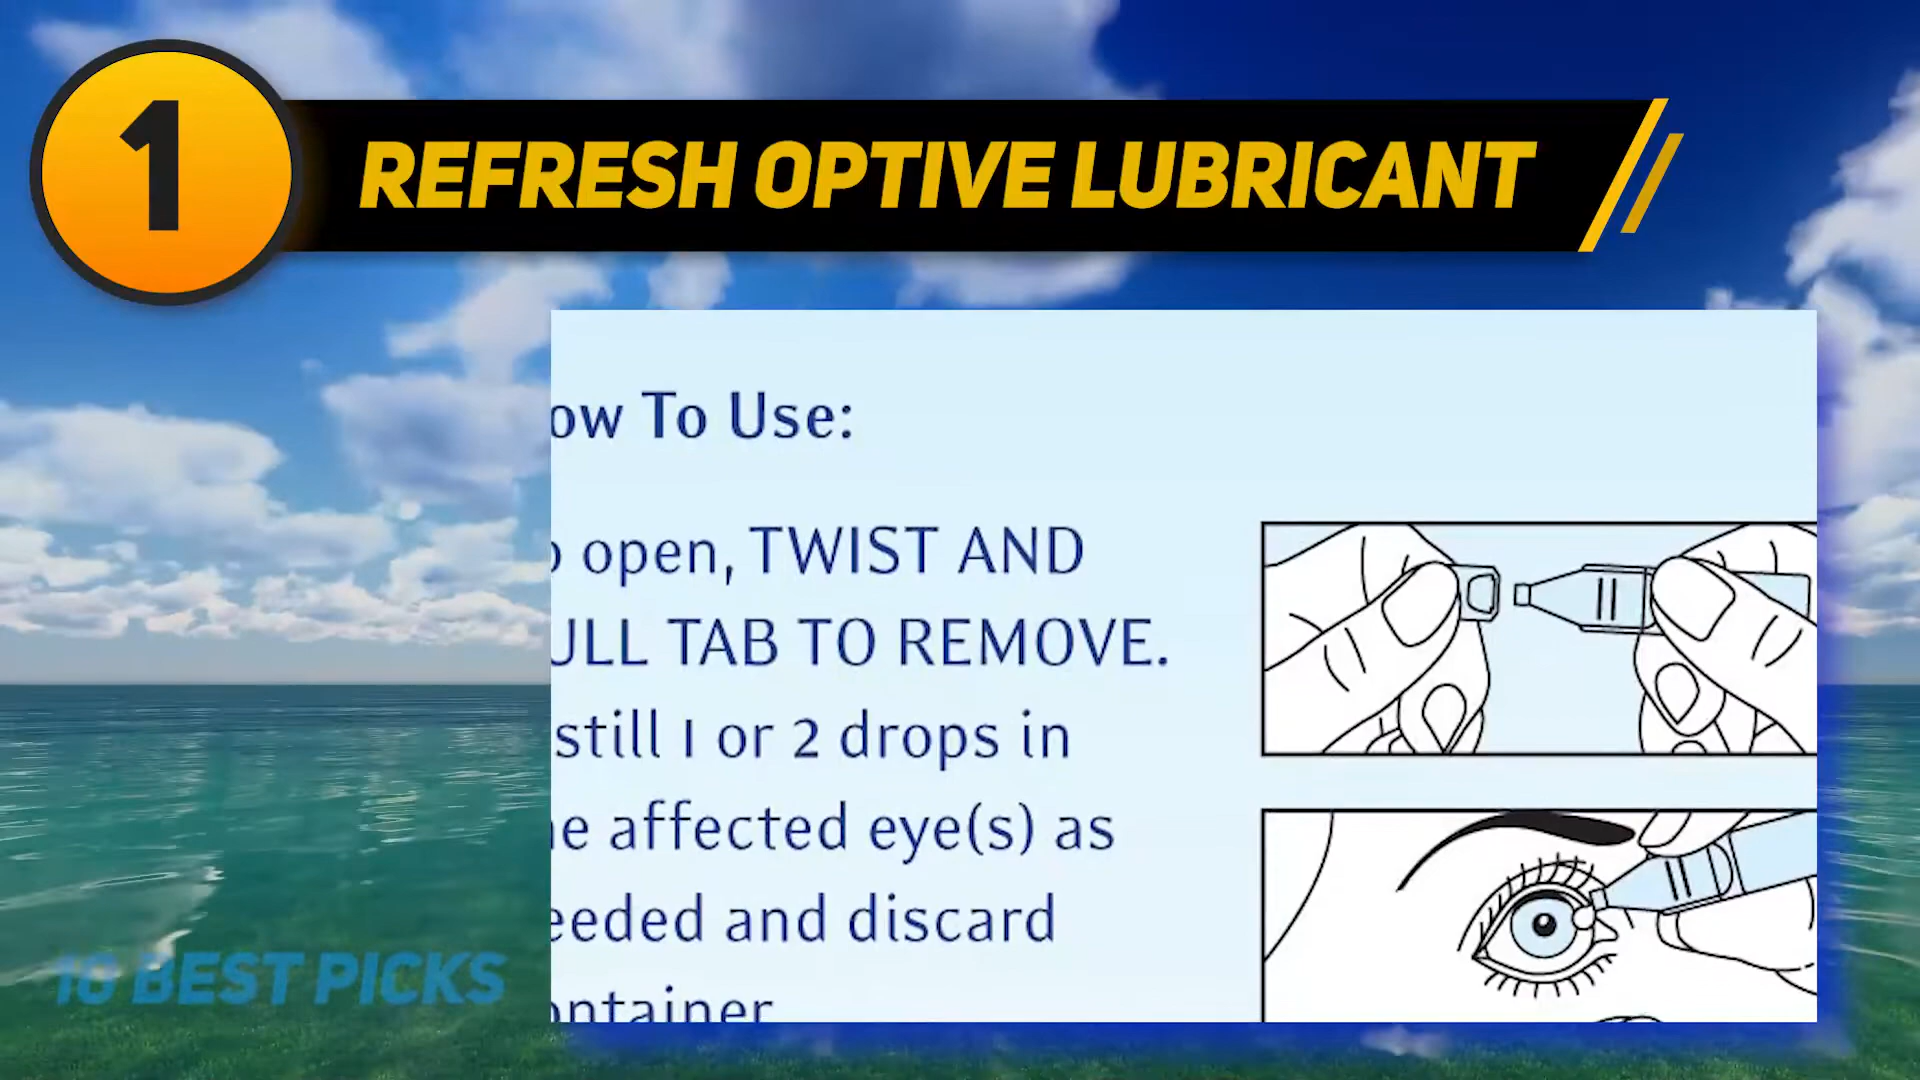 1
REFRESH OPTIVE LUBRICANT
ow To Use:
open, TWIST AND
ULL TAB TO REMOVE.
still 1 or 2 drops in
e affected eye(s) as
eeded and discard
ontainer
10 BEST PICKS